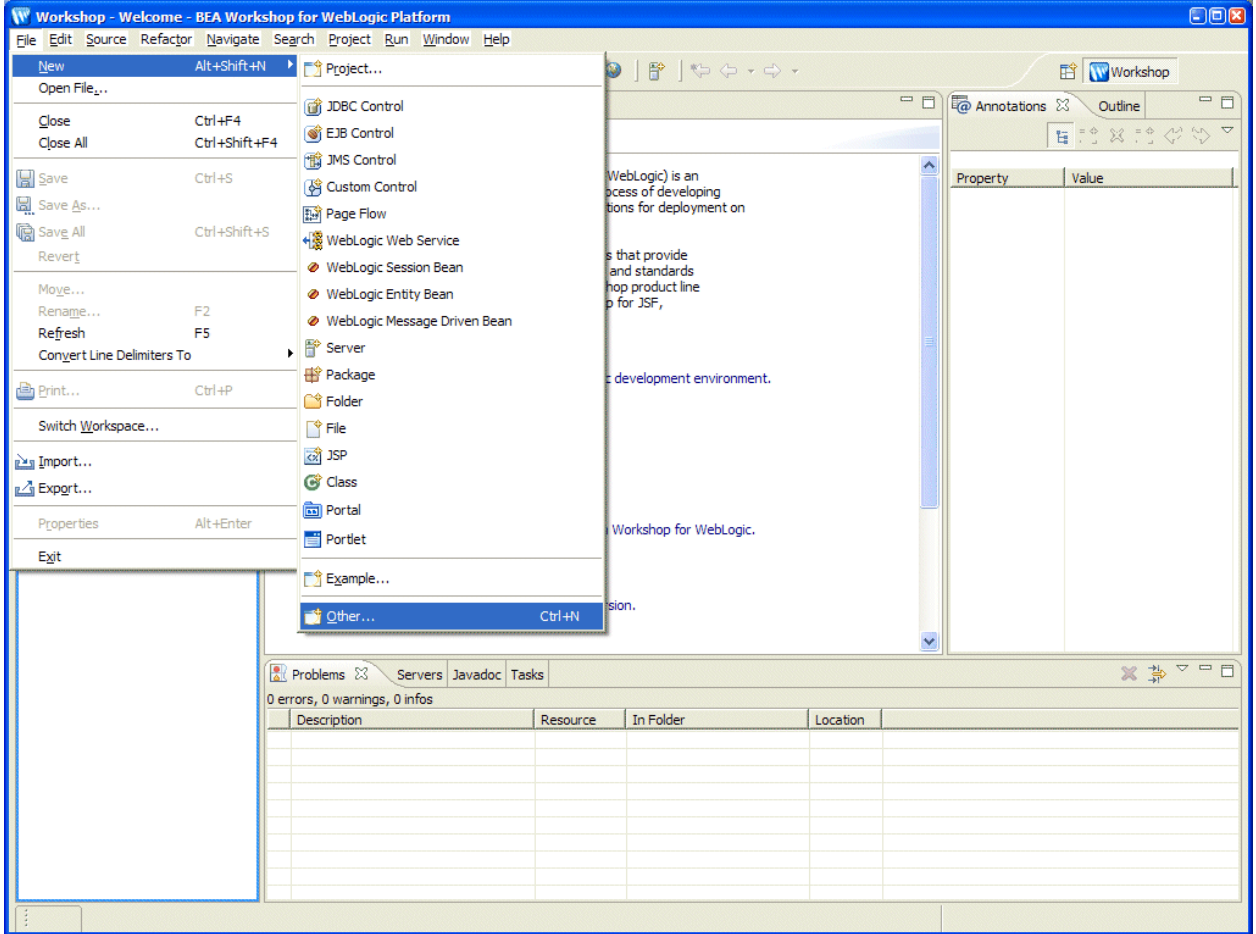 Workshop - Welcome - BEA Workshop for WebLogic Platform
File Edit Source Refactor Navigate Search Project Run Window Help
New Alt+Shift+N
Open File...
Close Ctrl+F4
Close All Ctrl+Shift+F4
Save Ctrl+S
Save As...
Save All Ctrl+Shift+S
Revert
Move...
Rename... F2
Refresh F5
Convert Line Delimiters To
Print... Ctrl+P
Switch Workspace...
Import...
Export...
Properties Alt+Enter
Exit
Project...
JDBC Control
EJB Control
JMS Control
Custom Control
Page Flow
WebLogic Web Service
WebLogic Session Bean
WebLogic Entity Bean
WebLogic Message Driven Bean
Server
Package
Folder
File
JSP
Class
Portal
Portlet
Example...
Other... Ctrl+N
Workshop
WebLogic) is an
of developing
for deployment on
that provide
and standards
product line
for JSF,
development environment.
Workshop for WebLogic.
Annotations Outline
Property Value
Problems Servers Javadoc Tasks
0 errors, 0 warnings, 0 infos
Description Resource In Folder Location